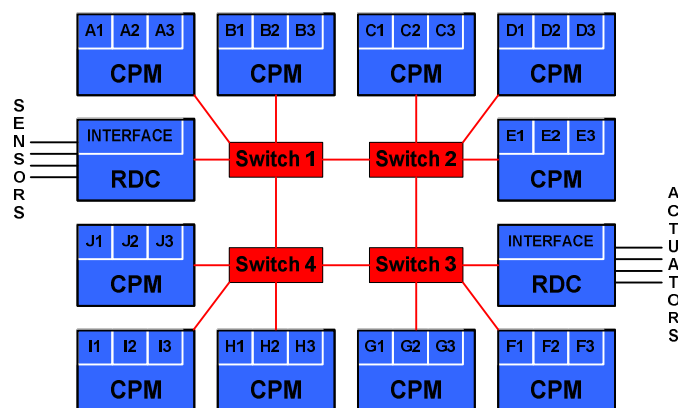 A1 A2 A3
CPM
B1 B2 B3
CPM
C1 C2 C3
CPM
D1 D2 D3
CPM
SENSORS
INTERFACE
RDC
Switch 1
Switch 2
E1 E2 E3
CPM
J1 J2 J3
CPM
Switch 4
Switch 3
INTERFACE
RDC
ACTUATORS
I1 I2 I3
CPM
H1 H2 H3
CPM
G1 G2 G3
CPM
F1 F2 F3
CPM